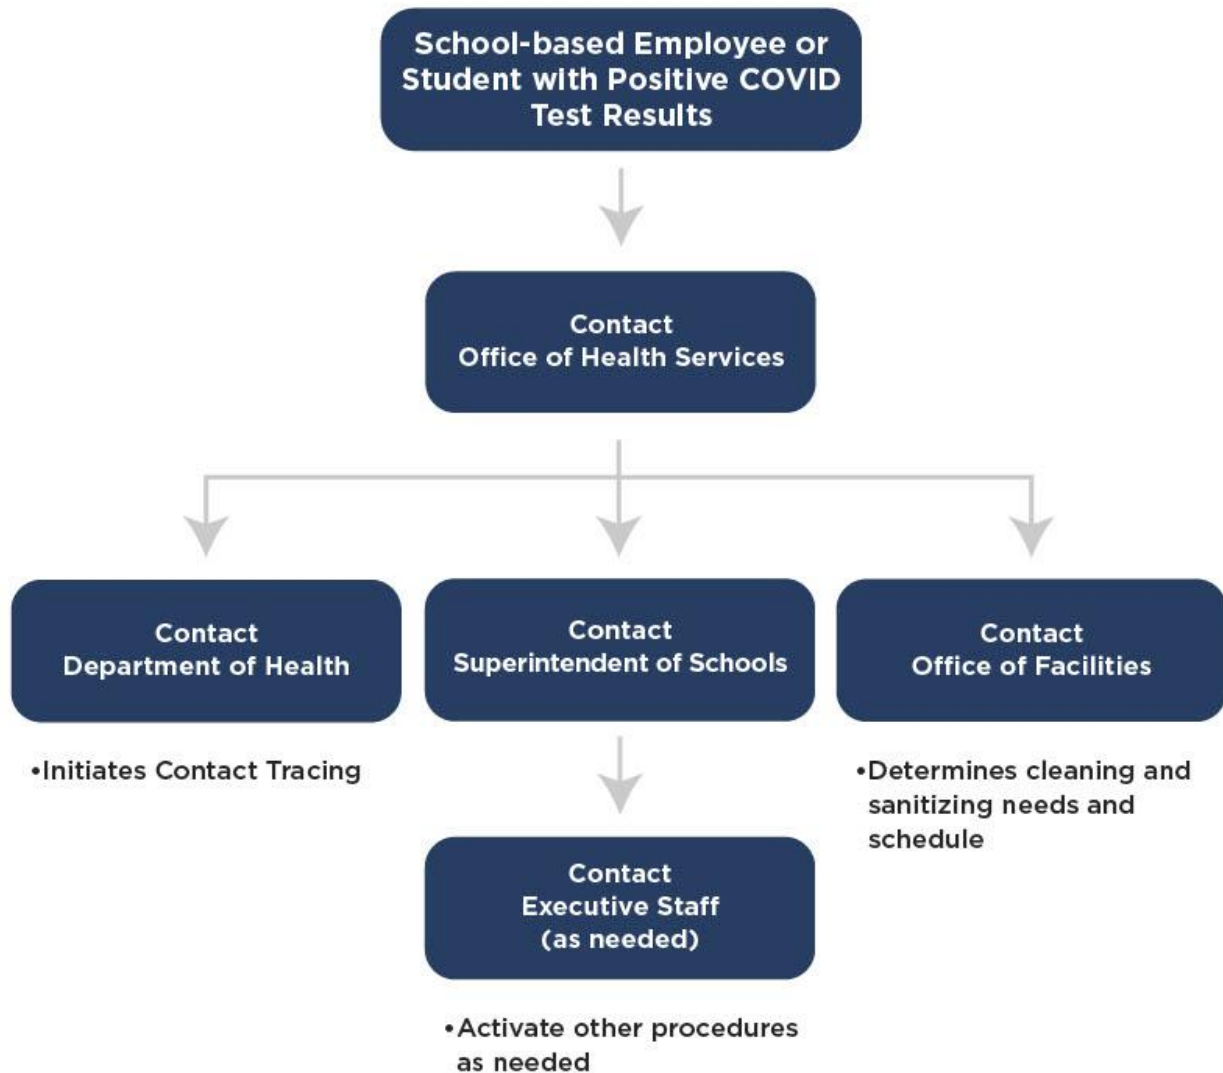 School-based Employee or
Student with Positive COVID
Test Results
Contact
Office of Health Services
Contact
Department of Health
•Initiates Contact Tracing
Contact
Superintendent of Schools
Contact
Executive Staff
(as needed)
•Activate other procedures
as needed
Contact
Office of Facilities
•Determines cleaning and
sanitizing needs and
schedule